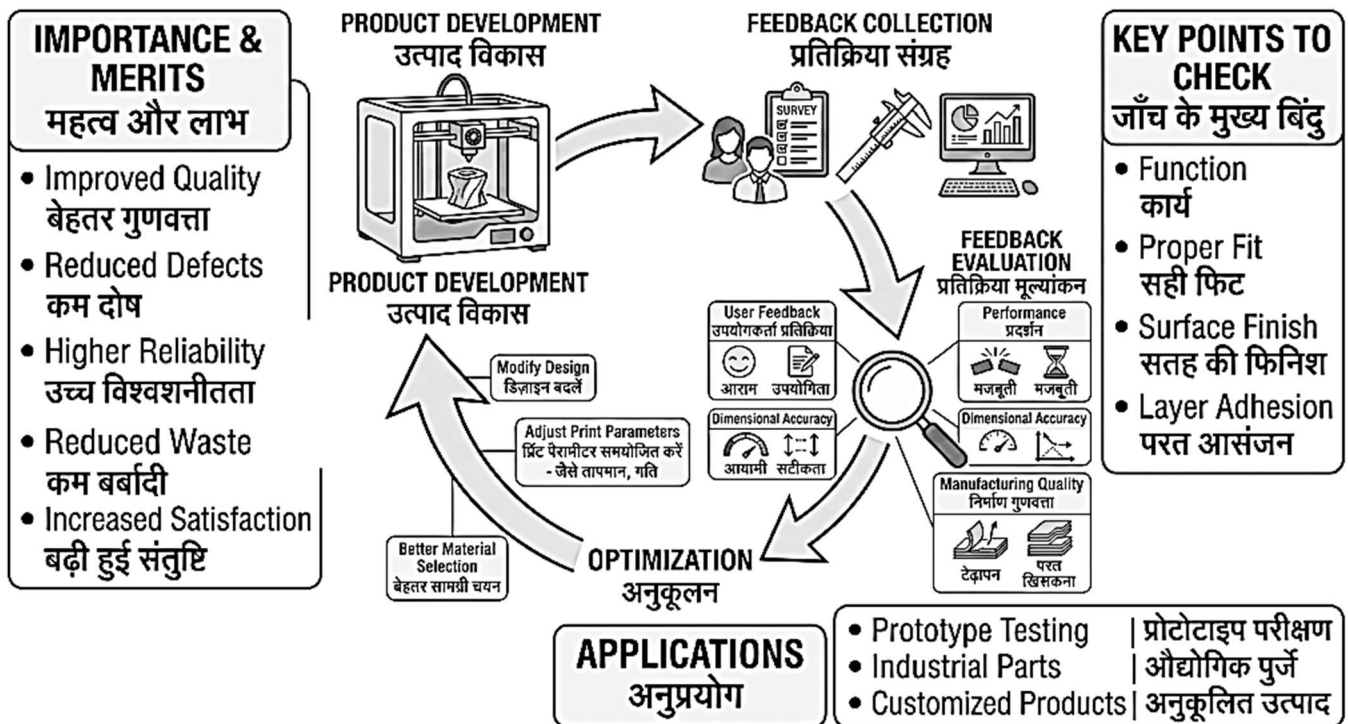 IMPORTANCE &
MERITS
महत्व और लाभ
• Improved Quality
बेहतर गुणवत्ता
• Reduced Defects
कम दोष
• Higher Reliability
उच्च विश्वशनीतता
• Reduced Waste
कम बर्बादी
• Increased Satisfaction
बढ़ी हुई संतुष्टि
PRODUCT DEVELOPMENT
उत्पाद विकास
FEEDBACK COLLECTION
प्रतिक्रिया संग्रह
SURVEY
PRODUCT DEVELOPMENT
उत्पाद विकास
FEEDBACK
EVALUATION
प्रतिक्रिया मूल्यांकन
User Feedback
उपयोगकर्ता प्रतिक्रिया
आराम उपयोगिता
Performance
प्रदर्शन
मजबूती मजबूती
Dimensional Accuracy
आयामी सटीकता
Dimensional Accuracy
Manufacturing Quality
निर्माण गुणवत्ता
टेढ़ापन परत
खिसकना
Modify Design
डिज़ाइन बदलें
Adjust Print Parameters
प्रिंट पैरामीटर समयोजित करें
- जैसे तापमान, गति
Better Material
Selection
बेहतर सामग्री चयन
OPTIMIZATION
अनुकूलन
KEY POINTS TO
CHECK
जाँच के मुख्य बिंदु
• Function
कार्य
• Proper Fit
सही फिट
• Surface Finish
सतह की फिनिश
• Layer Adhesion
परत आसंजन
APPLICATIONS
अनुप्रयोग
• Prototype Testing | प्रोटोटाइप परीक्षण
• Industrial Parts | औद्योगिक पुर्जे
• Customized Products | अनुकूलित उत्पाद